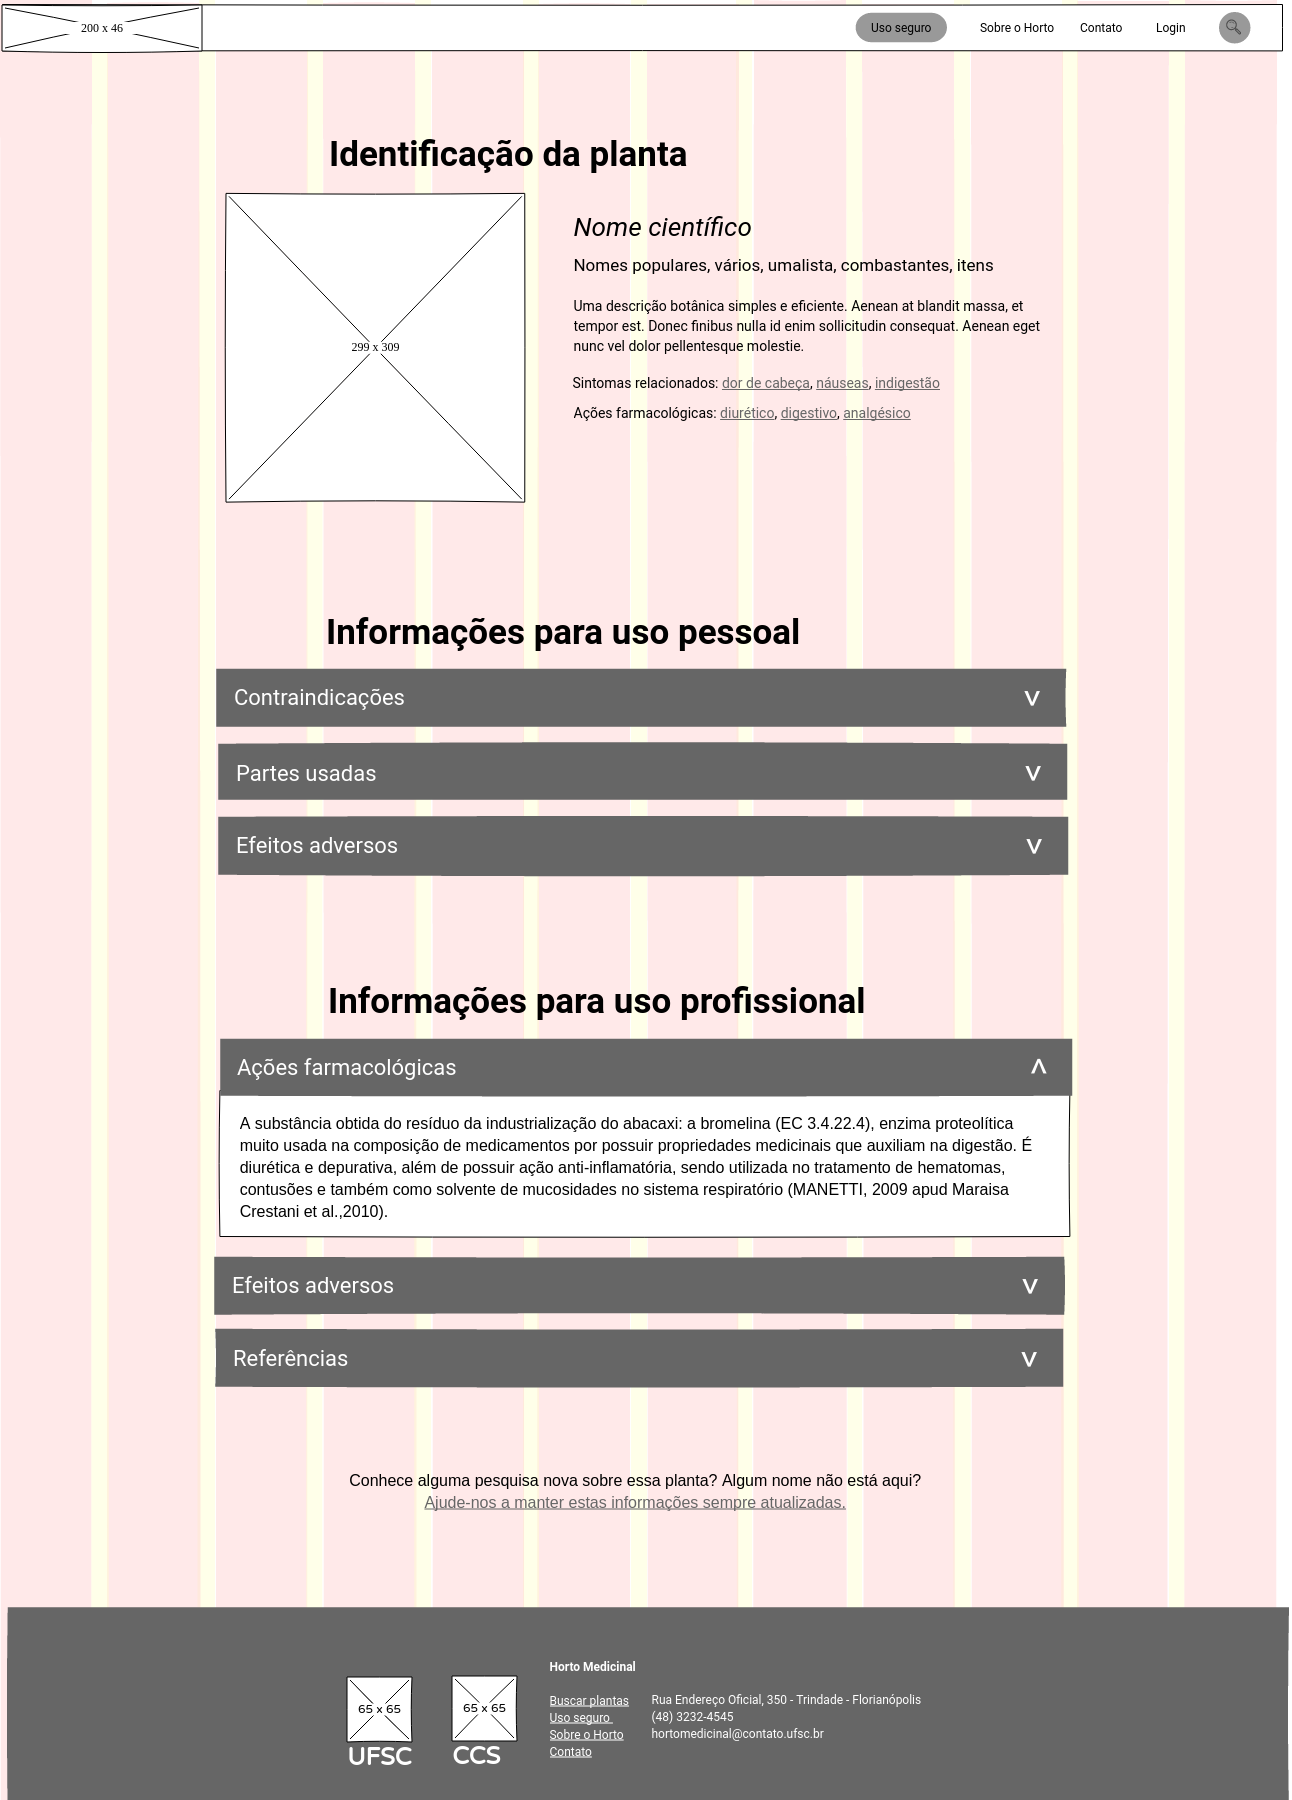 200 x 46
Uso seguro
Sobre o Horto
Contato
Login
Identificação da planta
299 x 309
Nome científico
Nomes populares, vários, umalista, combastantes, itens
Uma descrição botânica simples e eficiente. Aenean at blandit massa, et
tempor est. Donec finibus nulla id enim sollicitudin consequat. Aenean eget
nunc vel dolor pellentesque molestie.
Sintomas relacionados: dor de cabeça, náuseas, indigestão
Ações farmacológicas: diurético, digestivo, analgésico
Informações para uso pessoal
Contraindicações
Partes usadas
Efeitos adversos
Informações para uso profissional
Ações farmacológicas
A substância obtida do resíduo da industrialização do abacaxi: a bromelina (EC 3.4.22.4), enzima proteolítica
muito usada na composição de medicamentos por possuir propriedades medicinais que auxiliam na digestão. É
diurética e depurativa, além de possuir ação anti-inflamatória, sendo utilizada no tratamento de hematomas,
contusões e também como solvente de mucosidades no sistema respiratório (MANETTI, 2009 apud Maraisa
Crestani et al.,2010).
Efeitos adversos
Referências
Conhece alguma pesquisa nova sobre essa planta? Algum nome não está aqui?
Ajude-nos a manter estas informações sempre atualizadas.
65 x 65
UFSC
65 x 65
CCS
Horto Medicinal
Buscar plantas
Uso seguro
Sobre o Horto
Contato
Rua Endereço Oficial, 350 - Trindade - Florianópolis
(48) 3232-4545
hortomedicinal@contato.ufsc.br